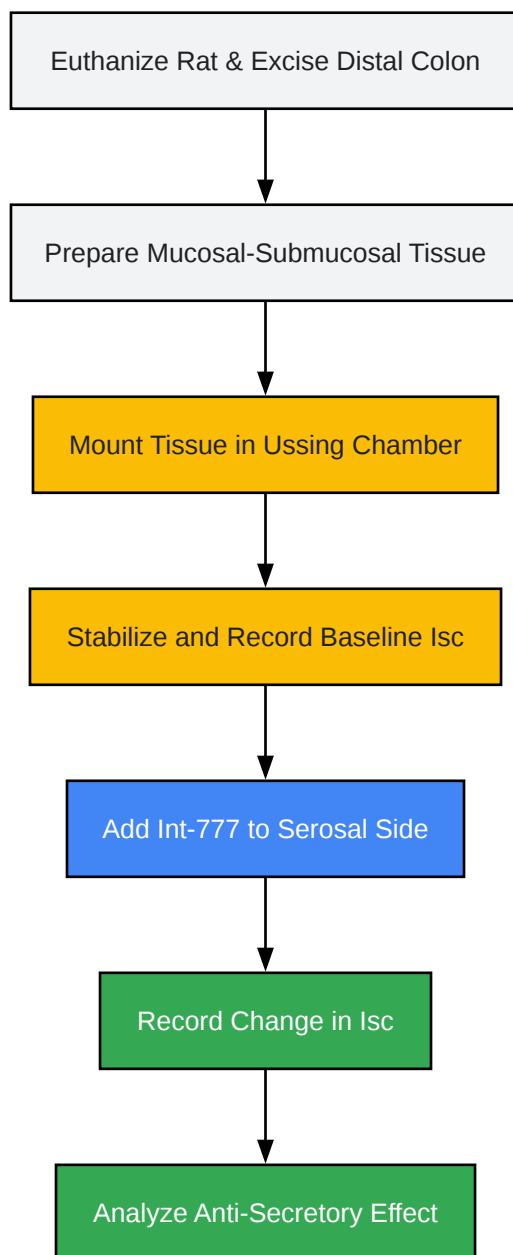 Euthanize Rat & Excise Distal Colon
Prepare Mucosal-Submucosal Tissue
Mount Tissue in Ussing Chamber
Stabilize and Record Baseline Isc
Add Int-777 to Serosal Side
Record Change in Isc
Analyze Anti-Secretory Effect